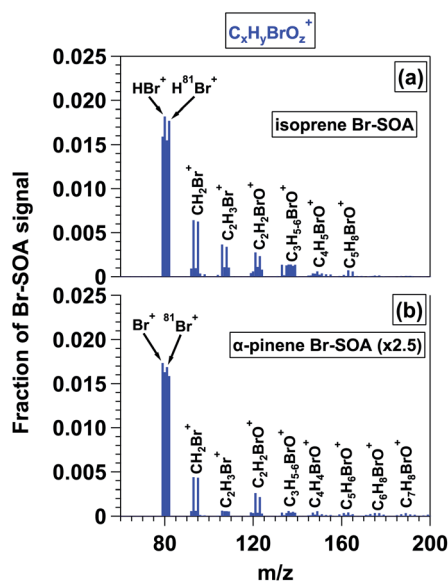 CxHyBrOz+
Fraction of Br-SOA signal
0.025
0.020
0.015
0.010
0.005
0.000
(a)
HBr+ H81Br+
isoprene Br-SOA
CH2Br+
C2H3Br+
C2H2BrO+
C3H5-6BrO+
C4H5BrO+
C5H8BrO+
0.020
0.015
0.010
0.005
0.000
(b)
Br+ 81Br+
α-pinene Br-SOA (x2.5)
CH2Br+
C2H3Br+
C2H2BrO+
C3H5-6BrO+
C4H4BrO+
C5H6BrO+
C6H8BrO+
C7H8BrO+
80 120 160 200
m/z